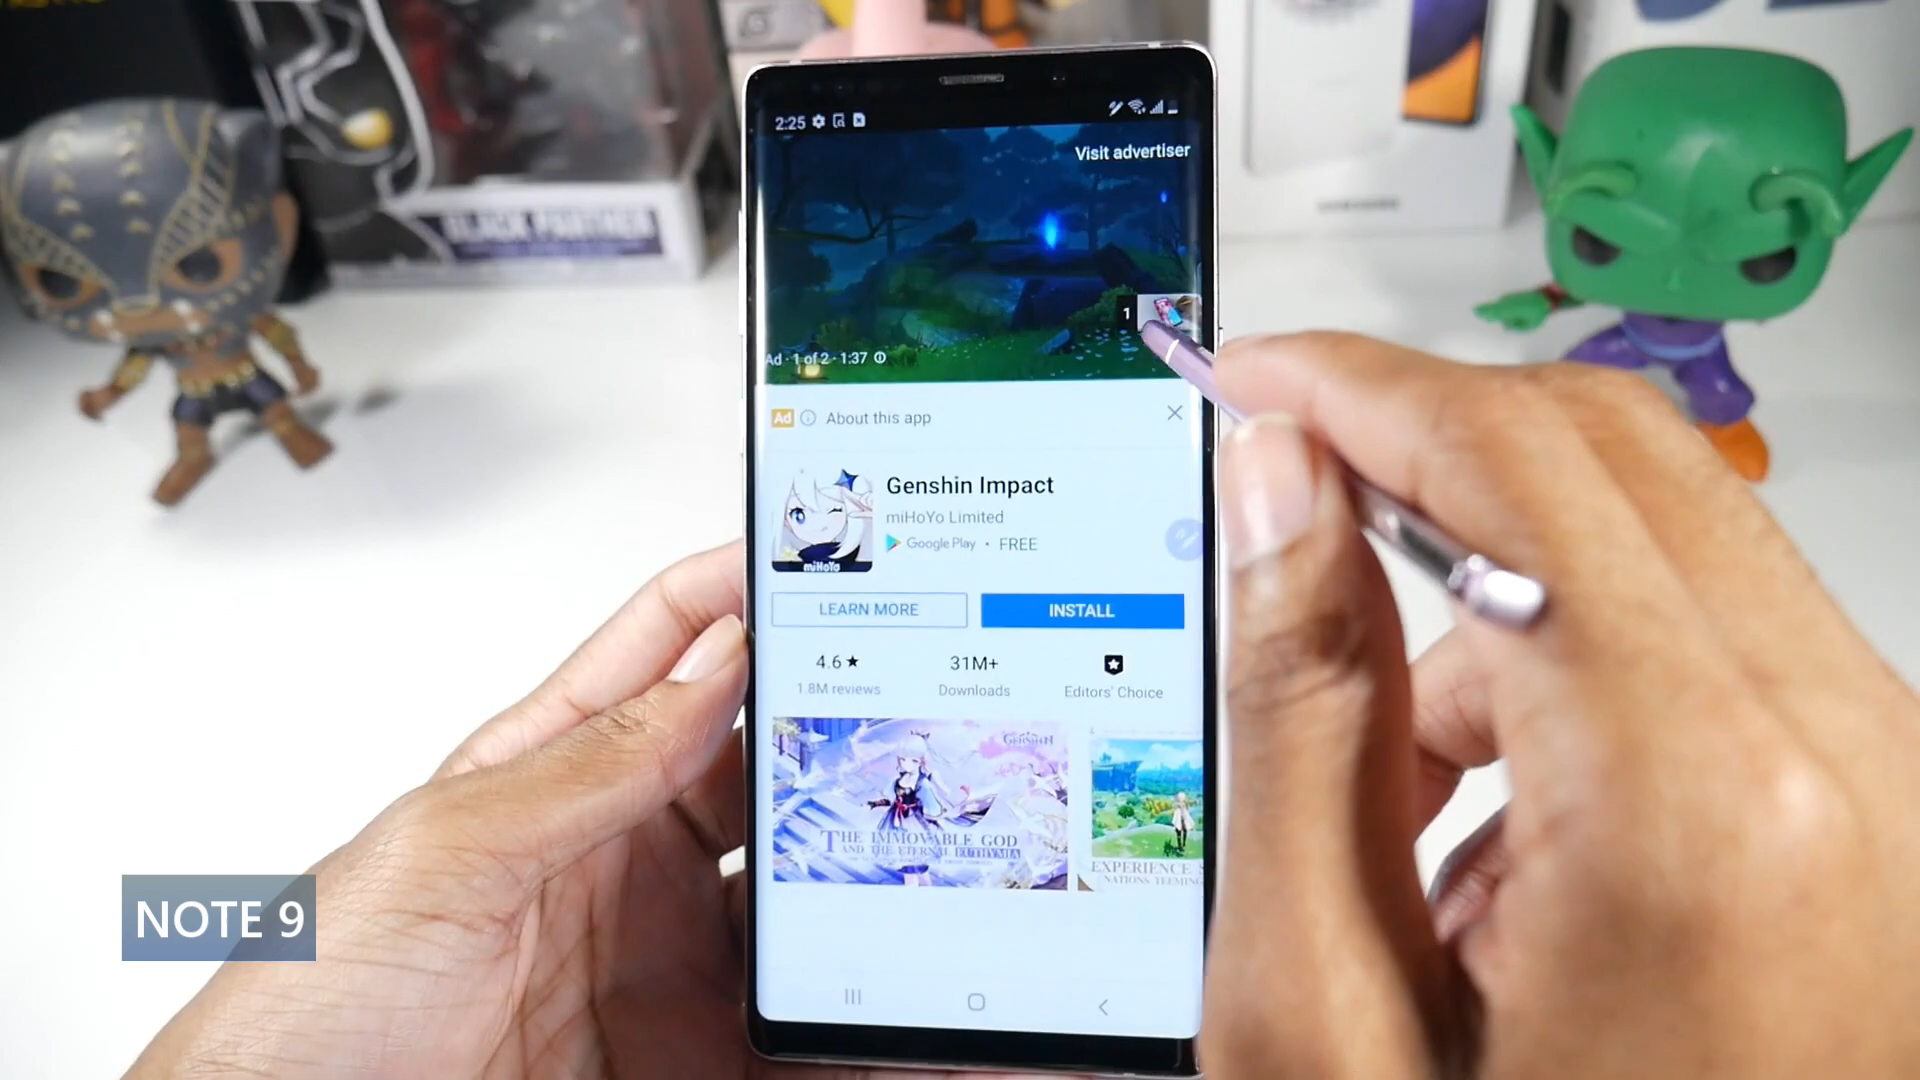 BLACK PANTHER
SAMSUNG
2:25
Visit advertiser
1
Ad · 1 of 2 · 1:37
Ad About this app
Genshin Impact
miHoYo Limited
miHoYo
Google Play · FREE
LEARN MORE
INSTALL
4.6 ★
31M+
1.8M reviews
Downloads
Editors' Choice
GENSHIN
THE IMMOVABLE GOD
AND THE ETERNAL EUTHYMIA
EXPERIENCE
NATIONS TEEMING
NOTE 9